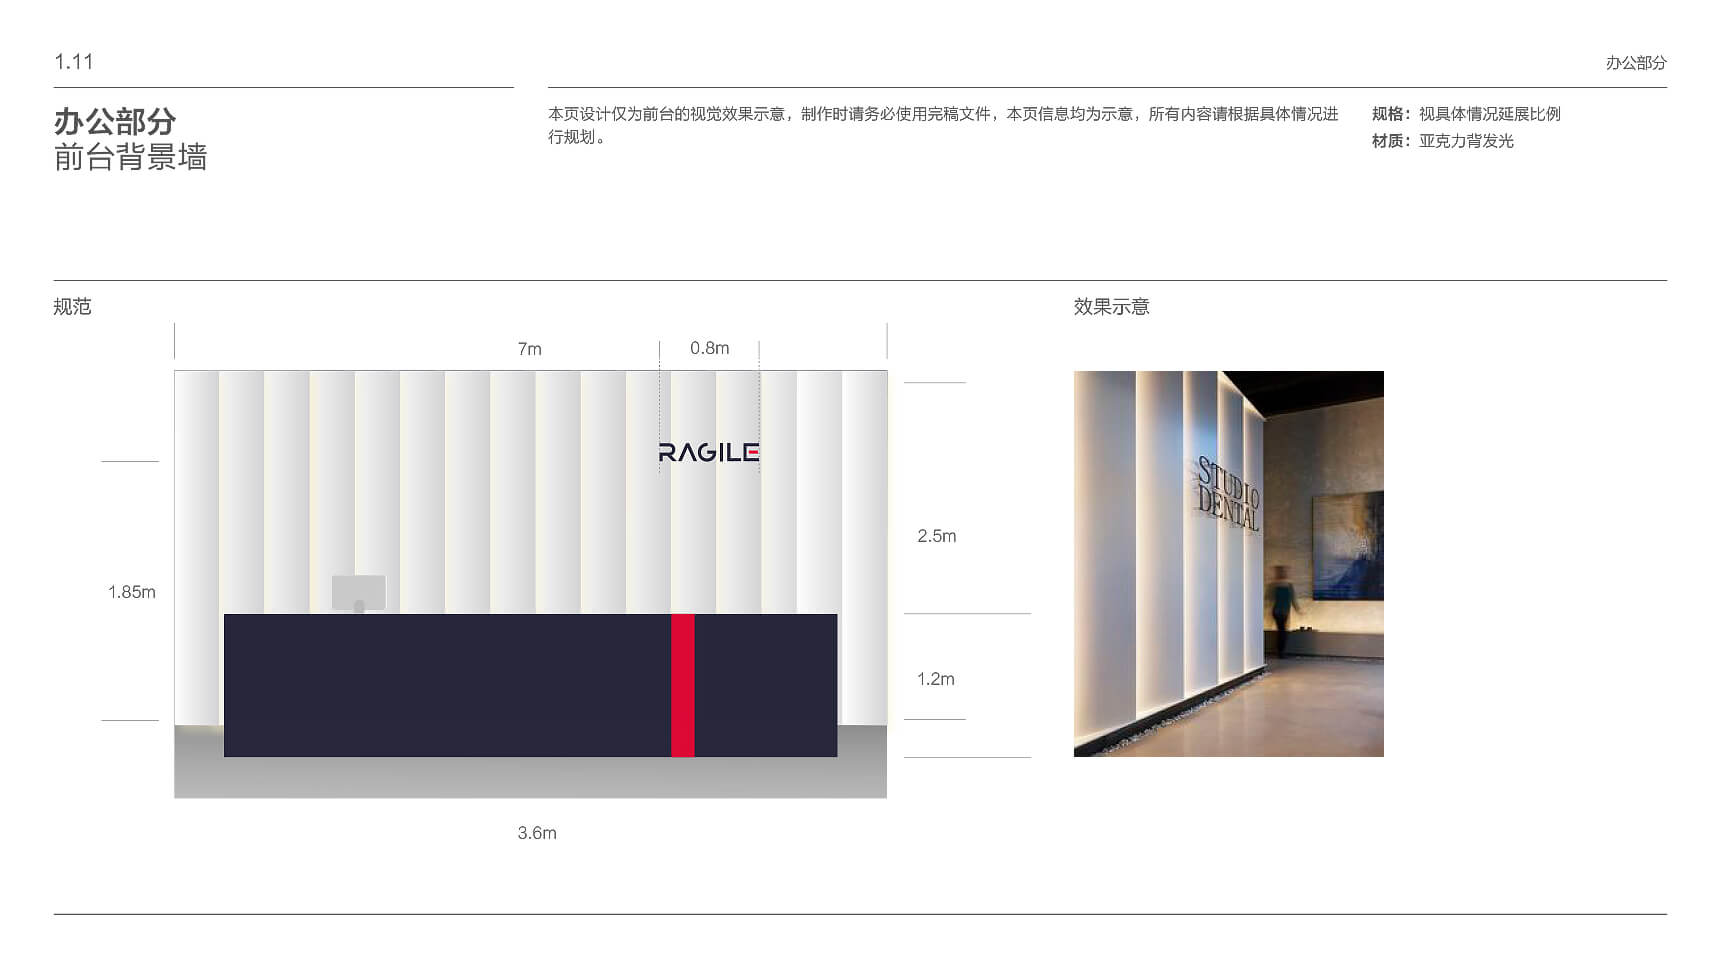 1.11
办公部分
办公部分
前台背景墙
本页设计仅为前台的视觉效果示意，制作时请务必使用完稿文件，本页信息均为示意，所有内容请根据具体情况进
行规划。
规格：视具体情况延展比例
材质：亚克力背发光
规范
效果示意
7m
0.8m
RAGILE
2.5m
1.85m
1.2m
3.6m
STUDIO
DENTAL